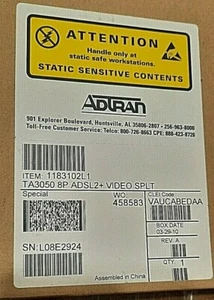 ATTENTION
Handle only at
static safe workstations.
STATIC SENSITIVE CONTENTS
ADTRAN
901 Explorer Boulevard, Huntsville, AL 35806-2807 • 256-963-8000
Toll-Free Customer Service: Telco 800-726-8663 CPE 888-423-8726
ITEM: 1183102L1
TA3050 8P ADSL2+ VIDEO SPLT
Special
WO
458583
CLEI Code
VAUCABEDAA
BOX DATE
03-29-10
REV. A
SN: L08E2924
QTY. 1
Assembled in China